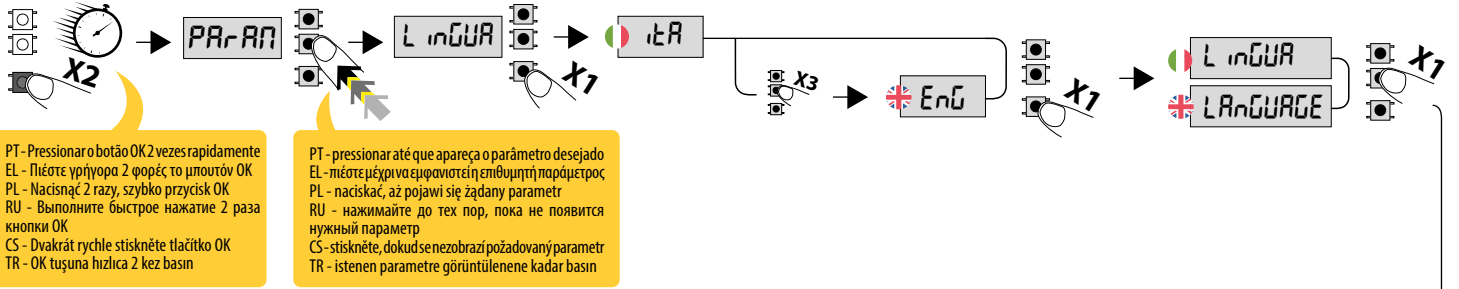 X2
PArAM
L inGUA
X1
itA
X3
EnG
X1
L inGUA
LAnGUAGE
X1
PT - Pressionar o botão OK 2 vezes rapidamente
EL - Πιέστε γρήγορα 2 φορές το μπουτόν OK
PL - Nacisnąć 2 razy, szybko przycisk OK
RU - Выполните быстрое нажатие 2 раза
кнопки OK
CS - Dvakrát rychle stiskněte tlačítko OK
TR - OK tuşuna hızlıca 2 kez basın
PT - pressionar até que apareça o parâmetro desejado
EL - πιέστε μέχρι να εμφανιστεί η επιθυμητή παράμετρος
PL - naciskać, aż pojawi się żądany parametr
RU - нажимайте до тех пор, пока не появится
нужный параметр
CS - stiskněte, dokud se nezobrazí požadovaný parametr
TR - istenen parametre görüntülenene kadar basın